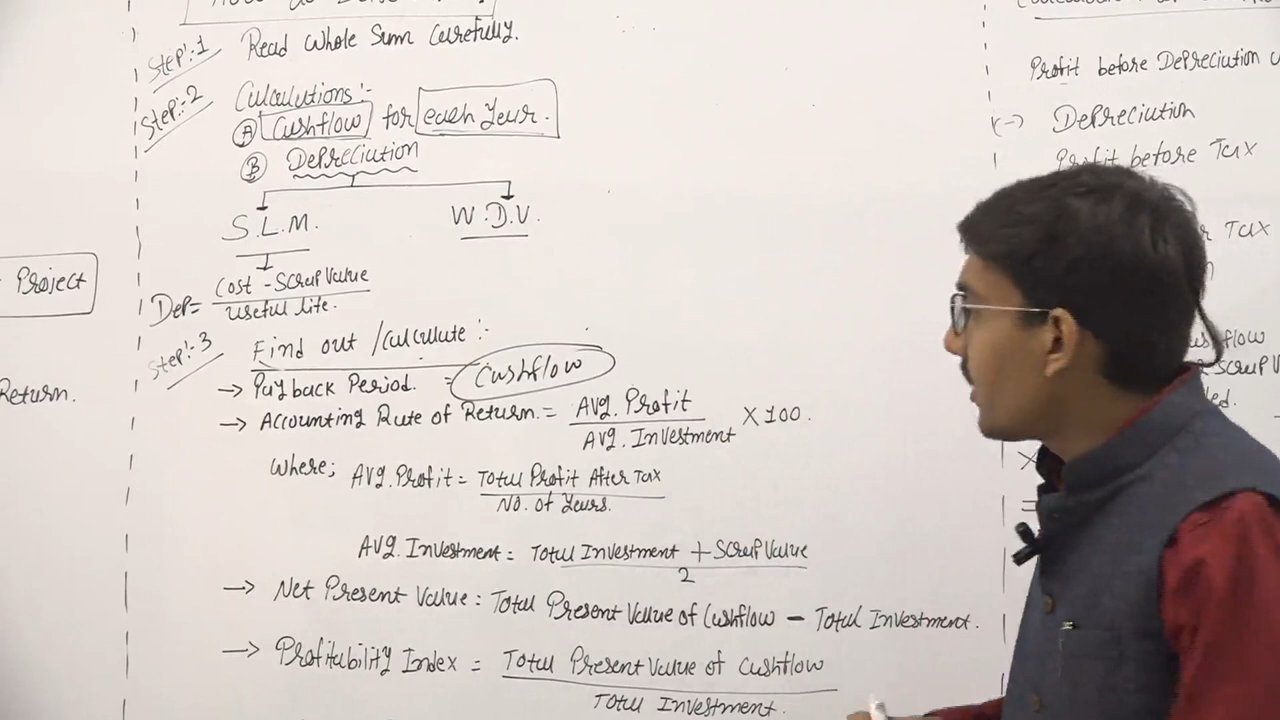 Step:-1 Read Whole Sum Carefully.
Step:-2 Calculations:-
(A) Cashflow for each Year.
(B) Depreciation
S.L.M. W.D.V.
Dep = Cost - Scrap Value
Useful life.
Step:-3 Find out / Calculate:-
→ Payback Period. = Cashflow
→ Accounting Rate of Return. = Avg. Profit
Avg. Investment × 100.
Where; Avg. Profit = Total Profit After Tax
No. of Years.
Avg. Investment = Total Investment + Scrap Value
2
→ Net Present Value = Total Present Value of Cashflow - Total Investment.
→ Profitability Index = Total Present Value of Cashflow
Total Investment.
Project
Return.
Profit before Depreciation
(-) Depreciation
Profit before Tax
Tax